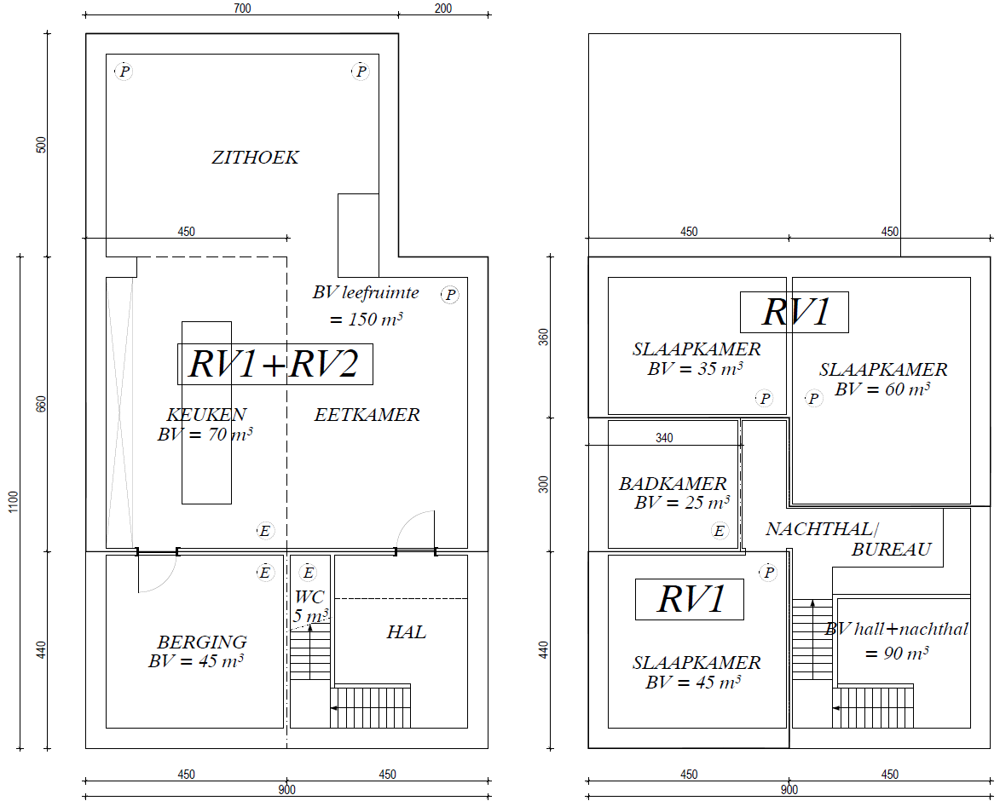 700
200
P
P
500
ZITHOEK
450
450
450
BV leefruimte
= 150 m³
P
RV1+RV2
RV1
360
SLAAPKAMER
BV = 35 m³
SLAAPKAMER
BV = 60 m³
P
P
660
KEUKEN
BV = 70 m³
EETKAMER
340
1100
300
BADKAMER
BV = 25 m³
E
E
NACHTHAL/
BUREAU
E
E
P
WC
5 m³
RV1
HAL
BERGING
BV = 45 m³
440
440
BV hall+nachthal
= 90 m³
SLAAPKAMER
BV = 45 m³
450
450
900
450
450
900